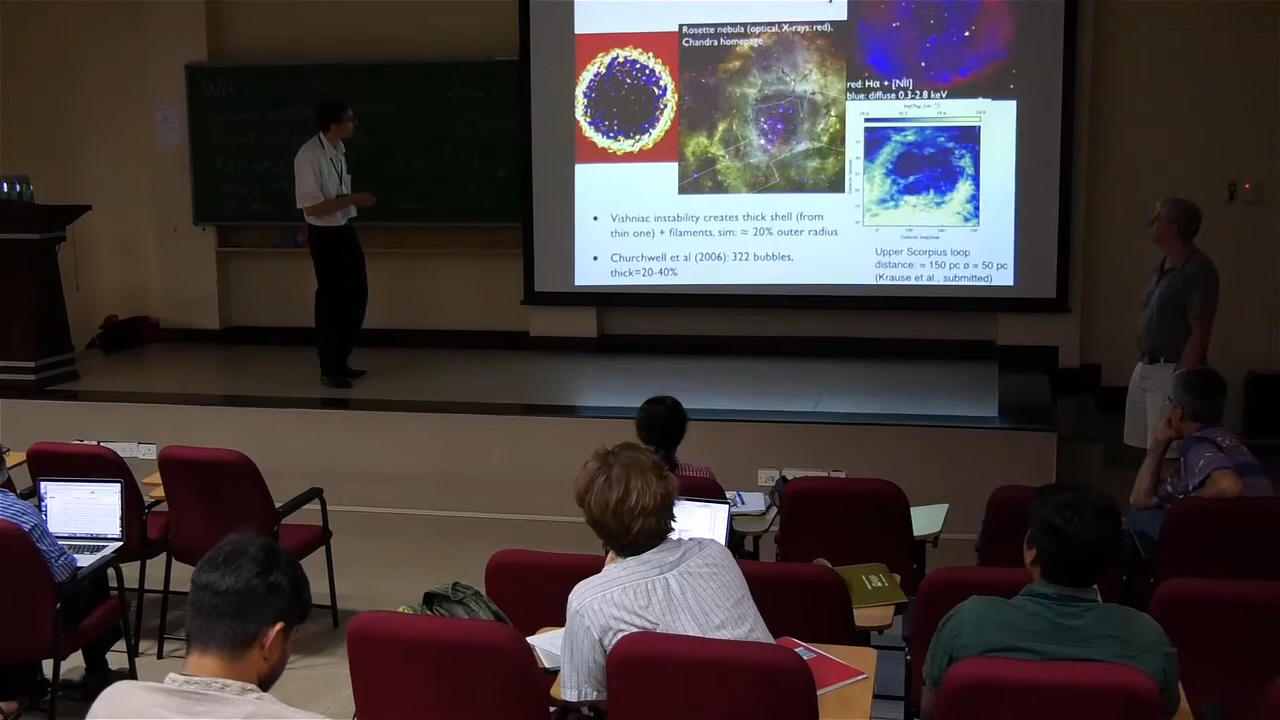 Rosette nebula (optical, X-rays: red).
Chandra homepage
red: Hα + [NII]
blue: diffuse 0.3-2.8 keV
• Vishniac instability creates thick shell (from
thin one) + filaments, sim: ≈ 20% outer radius
• Churchwell et al (2006): 322 bubbles,
thick=20-40%
Galactic longitude
Upper Scorpius loop
distance: ≈ 150 pc ø ≈ 50 pc
(Krause et al., submitted)